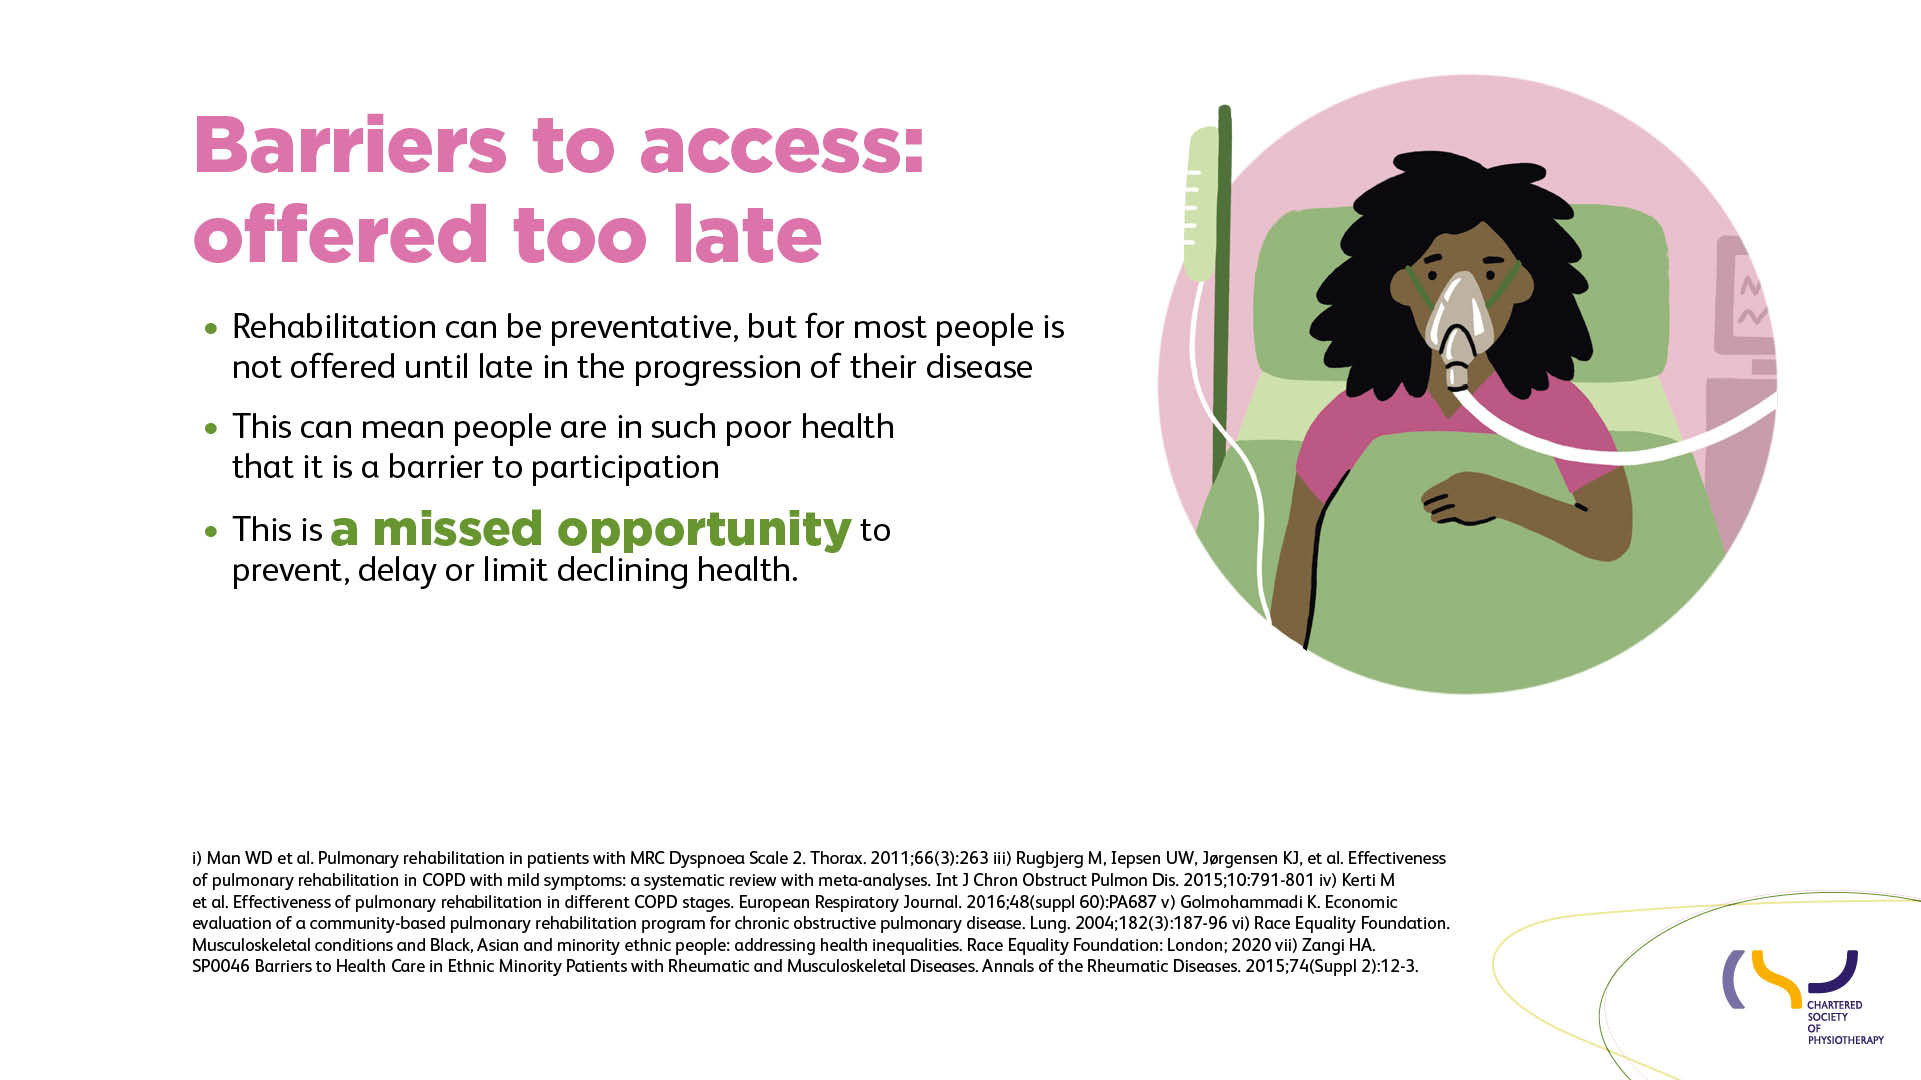 Barriers to access:
offered too late
• Rehabilitation can be preventative, but for most people is
not offered until late in the progression of their disease
• This can mean people are in such poor health
that it is a barrier to participation
• This is a missed opportunity to
prevent, delay or limit declining health.
i) Man WD et al. Pulmonary rehabilitation in patients with MRC Dyspnoea Scale 2. Thorax. 2011;66(3):263 iii) Rugbjerg M, Iepsen UW, Jørgensen KJ, et al. Effectiveness
of pulmonary rehabilitation in COPD with mild symptoms: a systematic review with meta-analyses. Int J Chron Obstruct Pulmon Dis. 2015;10:791-801 iv) Kerti M
et al. Effectiveness of pulmonary rehabilitation in different COPD stages. European Respiratory Journal. 2016;48(suppl 60):PA687 v) Golmohammadi K. Economic
evaluation of a community-based pulmonary rehabilitation program for chronic obstructive pulmonary disease. Lung. 2004;182(3):187-96 vi) Race Equality Foundation.
Musculoskeletal conditions and Black, Asian and minority ethnic people: addressing health inequalities. Race Equality Foundation: London; 2020 vii) Zangi HA.
SP0046 Barriers to Health Care in Ethnic Minority Patients with Rheumatic and Musculoskeletal Diseases. Annals of the Rheumatic Diseases. 2015;74(Suppl 2):12-3.
CHARTERED
SOCIETY
OF
PHYSIOTHERAPY